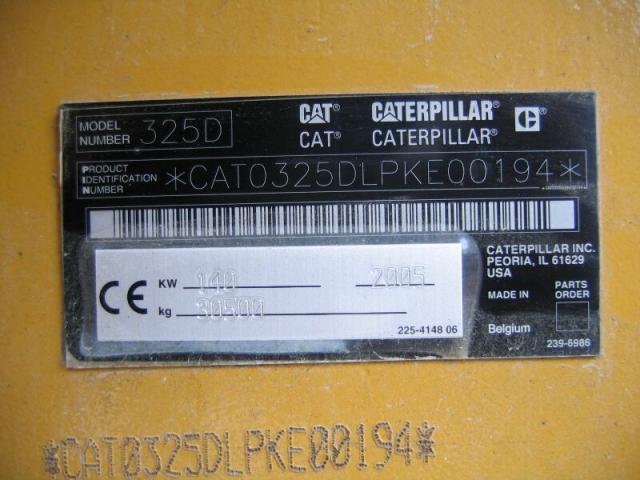 MODEL NUMBER 325D
CAT® CATERPILLAR® C®
CAT® CATERPILLAR®
PRODUCT IDENTIFICATION NUMBER *CAT0325DLPKE00194*
CATERPILLAR INC.
PEORIA, IL 61629
USA
CE KW 140 2005
kg 30500
225-4148 06
MADE IN Belgium
PARTS ORDER
239-6986
*CAT0325DLPKE00194*